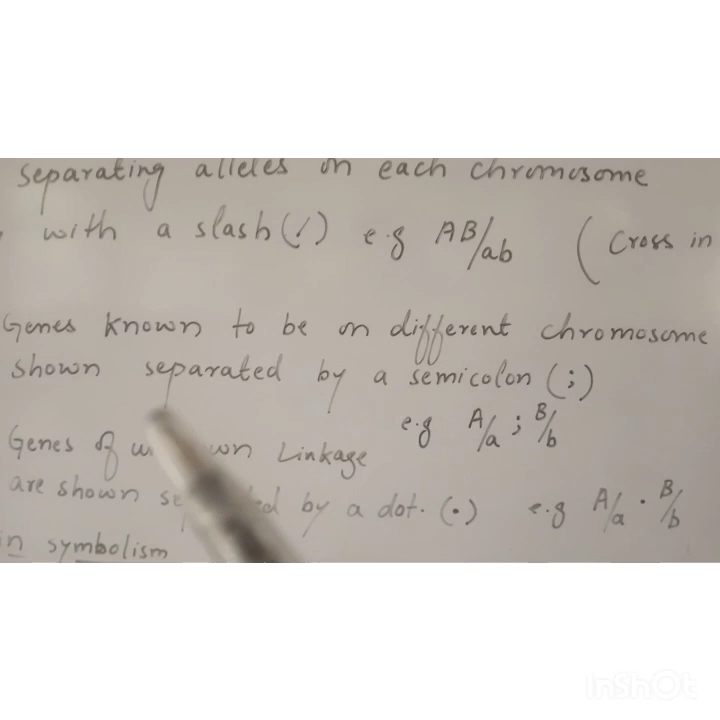 separating alleles on each chromosome
with a slash (/) e.g AB/ab (Cross in
Genes known to be on different chromosome
shown separated by a semicolon (;)
e.g A/a ; B/b
Genes of Linkage
are shown by a dot. (•) e.g A/a • B/b
in symbolism
InShOt